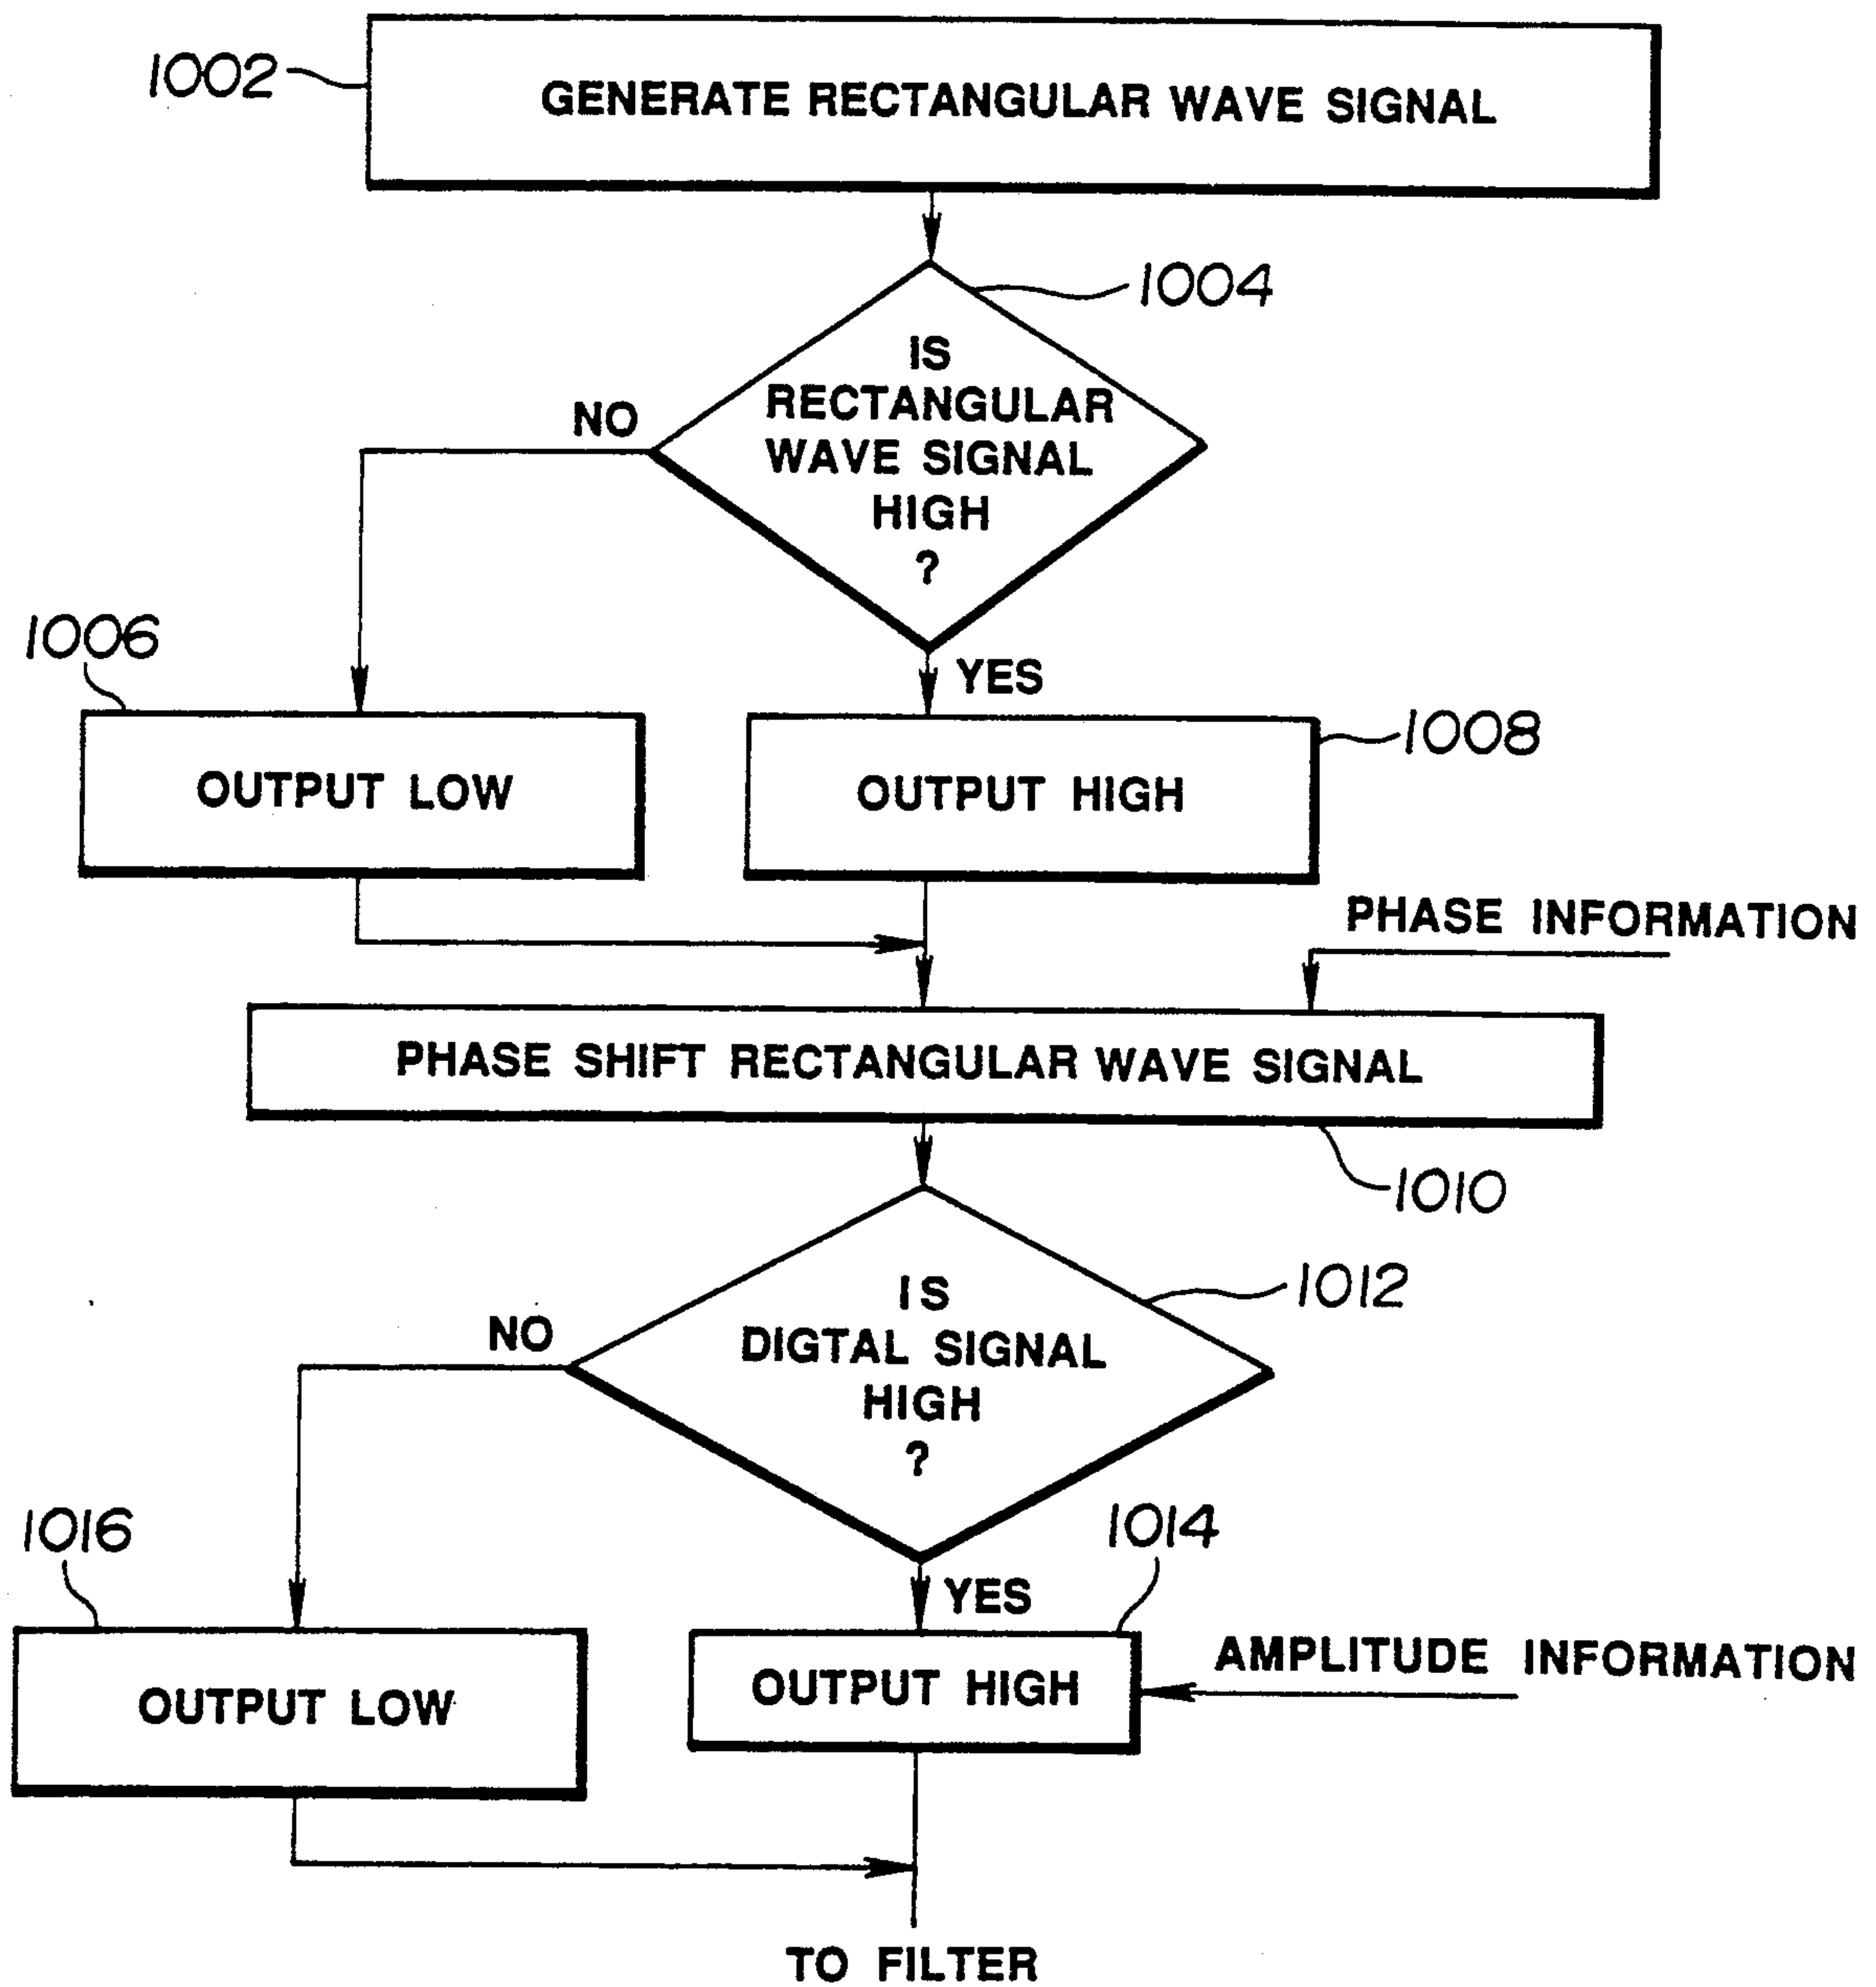 1002
GENERATE RECTANGULAR WAVE SIGNAL
1004
IS
RECTANGULAR
WAVE SIGNAL
HIGH
?
NO
YES
1006
OUTPUT LOW
1008
OUTPUT HIGH
PHASE INFORMATION
PHASE SHIFT RECTANGULAR WAVE SIGNAL
1010
1012
IS
DIGTAL SIGNAL
HIGH
?
NO
YES
1016
OUTPUT LOW
1014
OUTPUT HIGH
AMPLITUDE INFORMATION
TO FILTER